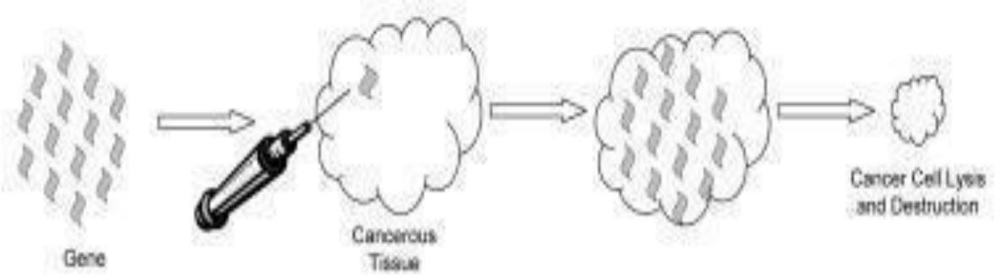 Gene
Cancerous
Tissue
Cancer Cell Lysis
and Destruction